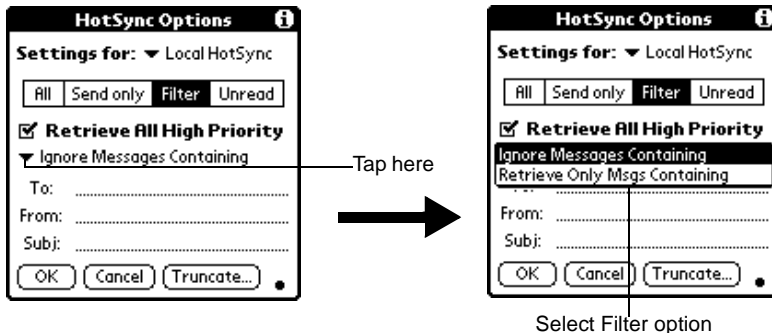 HotSync Options
Settings for: Local HotSync
All Send only Filter Unread
Retrieve All High Priority
Ignore Messages Containing
To:
From:
Subj:
OK Cancel Truncate...
Tap here
HotSync Options
Settings for: Local HotSync
All Send only Filter Unread
Retrieve All High Priority
Ignore Messages Containing
Retrieve Only Msgs Containing
From:
Subj:
OK Cancel Truncate...
Select Filter option